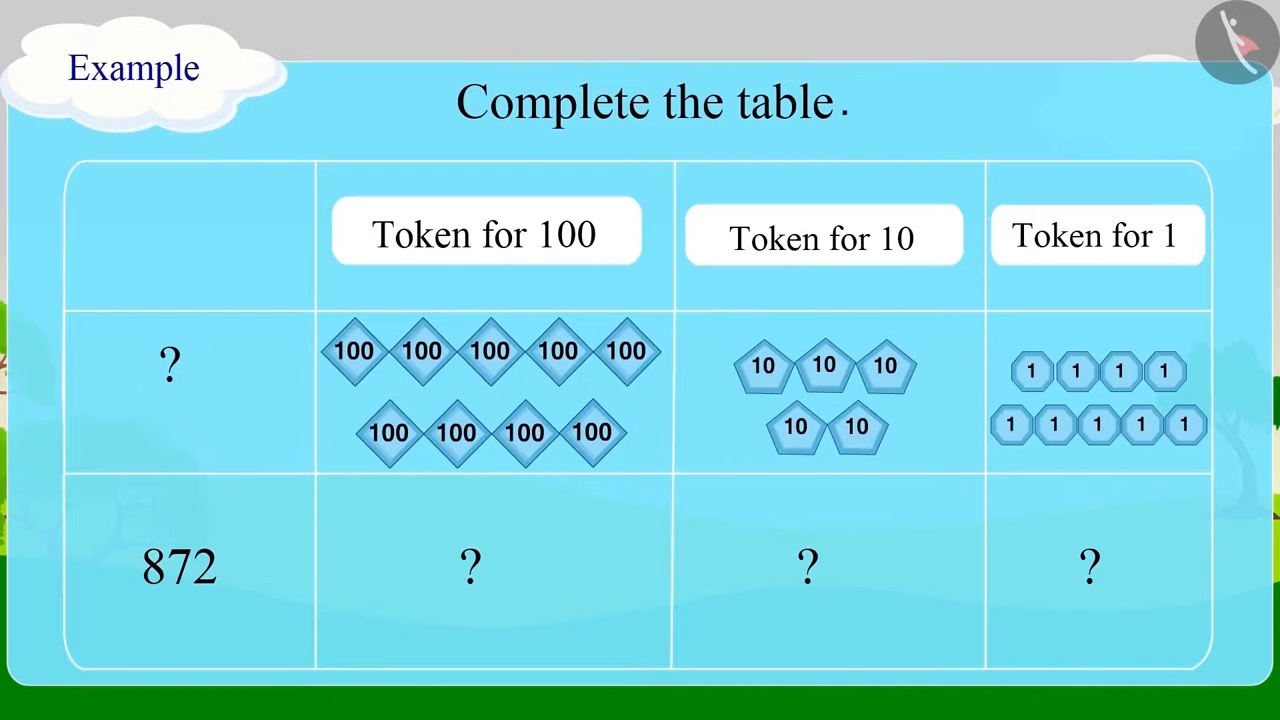 Example
Complete the table.
Token for 100 Token for 10 Token for 1
? 100 100 100 100 100 10 10 10 1 1 1 1
100 100 100 100 10 10 1 1 1 1 1
872 ? ? ?